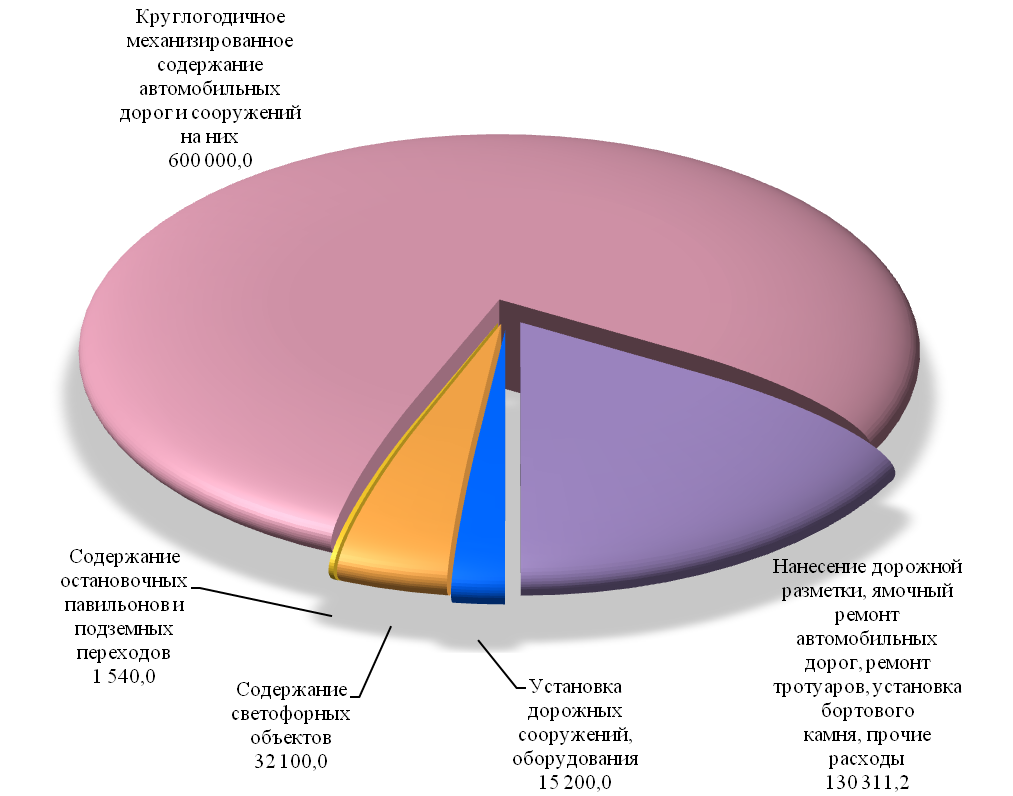 Круглогодичное
механизированное
содержание
автомобильных
дорог и сооружений
на них
600 000,0
Содержание
остановочных
павильонов и
подземных
переходов
1 540,0
Содержание
светофорных
объектов
32 100,0
Установка
дорожных
сооружений,
оборудования
15 200,0
Нанесение дорожной
разметки, ямочный
ремонт
автомобильных
дорог, ремонт
тротуаров, установка
бортового
камня, прочие
расходы
130 311,2